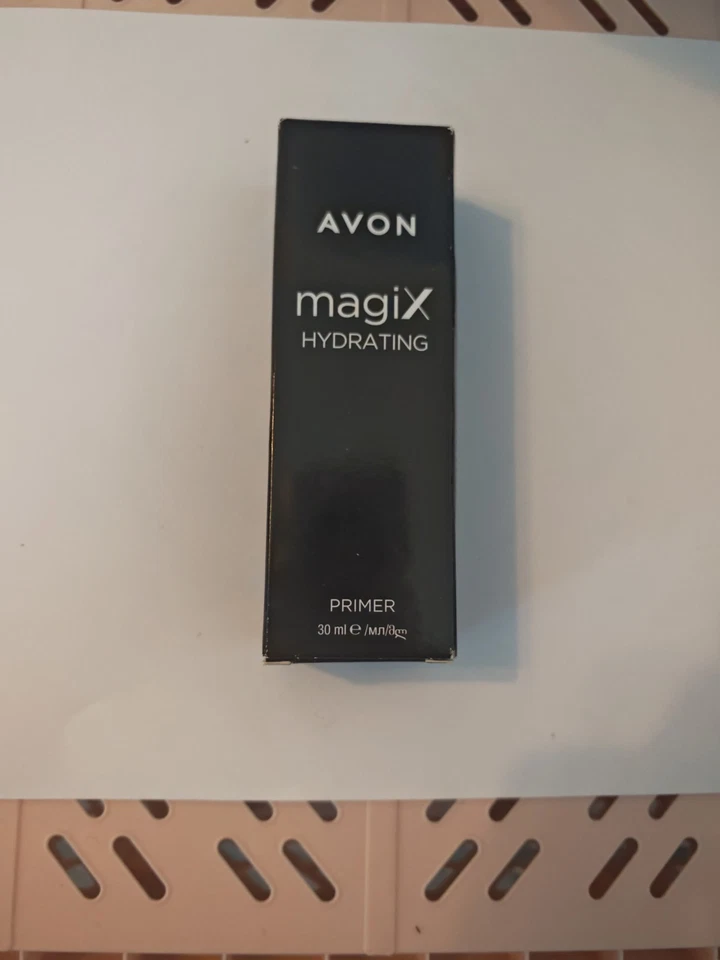 AVON
magiX
HYDRATING
PRIMER
30 ml ℮ /мл/მლ